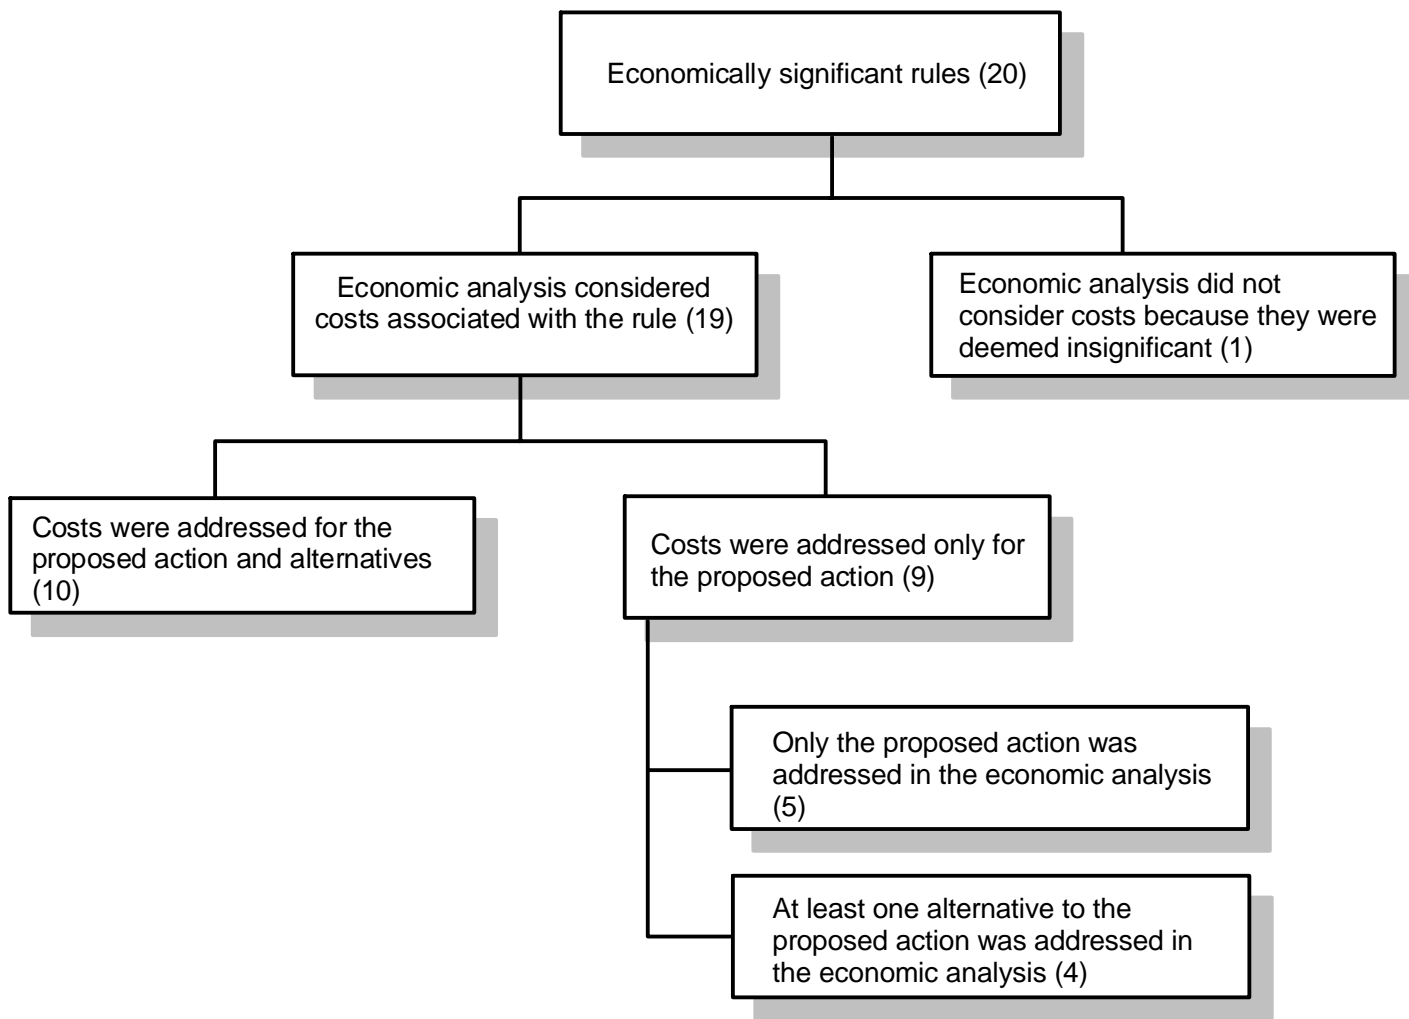 Economically significant rules (20)
Economic analysis considered
costs associated with the rule (19)
Economic analysis did not
consider costs because they were
deemed insignificant (1)
Costs were addressed for the
proposed action and alternatives
(10)
Costs were addressed only for
the proposed action (9)
Only the proposed action was
addressed in the economic analysis
(5)
At least one alternative to the
proposed action was addressed in
the economic analysis (4)